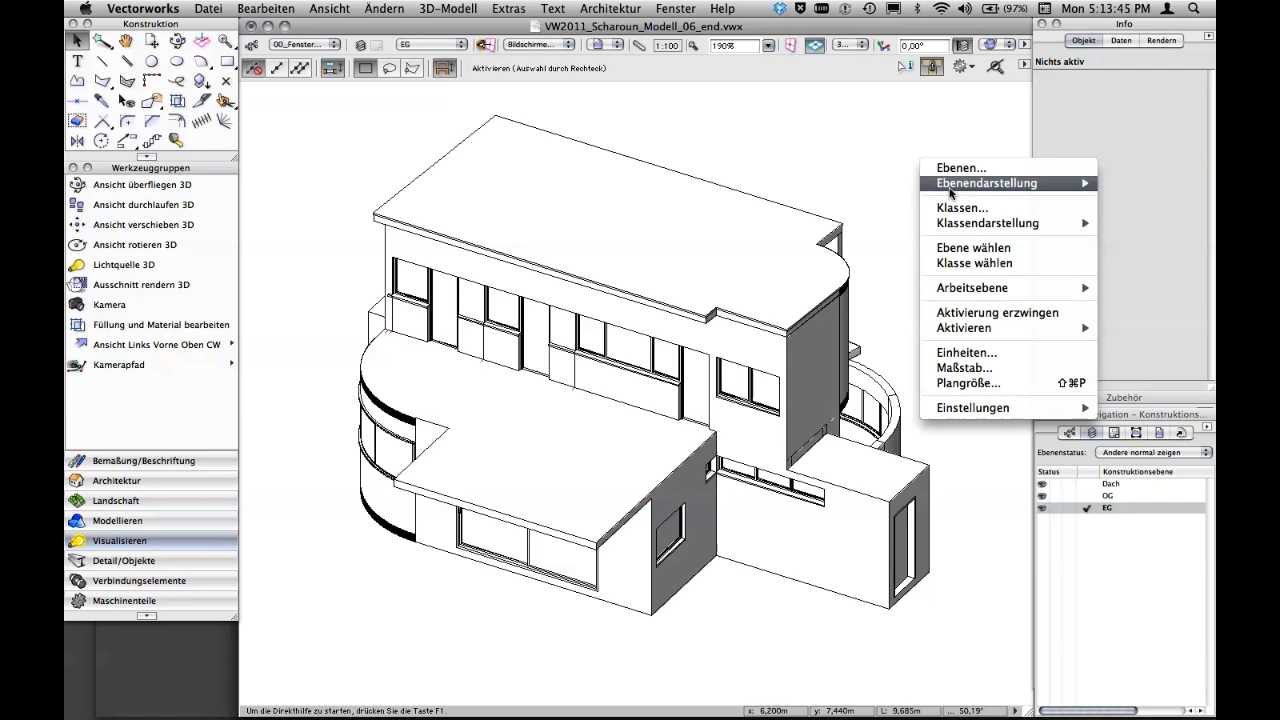 Vectorworks Datei Bearbeiten Ansicht Ändern 3D-Modell Extras Text Architektur Fenster Help (97%) Mon 5:13:45 PM
Konstruktion
VW2011_Scharoun_Modell_06_end.vwx
Info
00_Fenster... EG Bildschirme... 1:100 190% 3... 0,00°
Objekt Daten Rendern
Aktivieren (Auswahl durch Rechteck)
Nichts aktiv
Werkzeuggruppen
Ansicht überfliegen 3D
Ansicht durchlaufen 3D
Ansicht verschieben 3D
Ansicht rotieren 3D
Lichtquelle 3D
Ausschnitt rendern 3D
Kamera
Füllung und Material bearbeiten
Ansicht Links Vorne Oben CW
Kamerapfad
Bemaßung/Beschriftung
Architektur
Landschaft
Modellieren
Visualisieren
Detail/Objekte
Verbindungselemente
Maschinenteile
Ebenen...
Ebenendarstellung
Klassen...
Klassendarstellung
Ebene wählen
Klasse wählen
Arbeitsebene
Aktivierung erzwingen
Aktivieren
Einheiten...
Maßstab...
Plangröße... ⇧⌘P
Einstellungen
Zubehör
igation – Konstruktions...
Ebenenstatus: Andere normal zeigen
Status Konstruktionsebene
Dach
OG
EG
Um die Direkthilfe zu starten, drücken Sie die Taste F1. x: 6,200m y: 7,440m L: 9,685m ... 50,19°